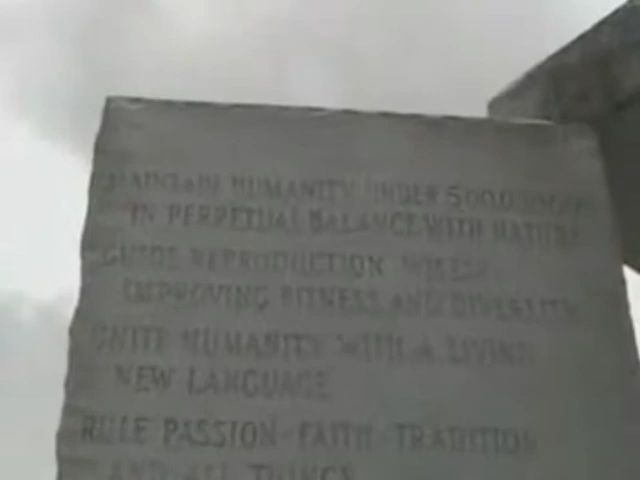 MAINTAIN HUMANITY UNDER 500,000,000
IN PERPETUAL BALANCE WITH NATURE
GUIDE REPRODUCTION WISELY
IMPROVING FITNESS AND DIVERSITY
UNITE HUMANITY WITH A LIVING
NEW LANGUAGE
RULE PASSION - FAITH - TRADITION
AND ALL THINGS